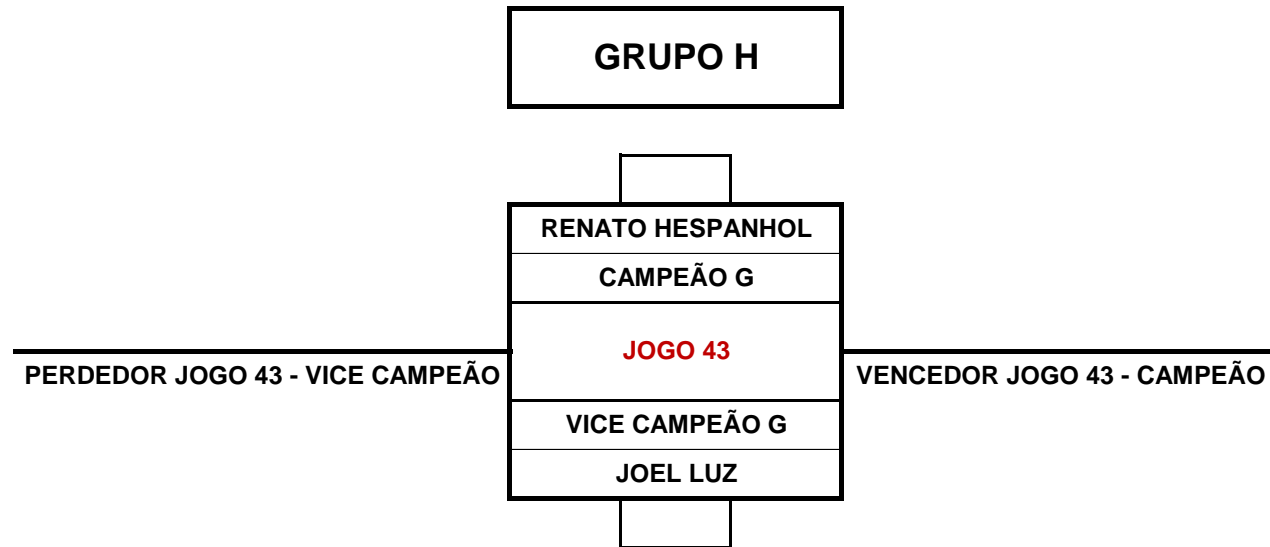 GRUPO H
RENATO HESPANHOL
CAMPEÃO G
JOGO 43
PERDEDOR JOGO 43 - VICE CAMPEÃO
VENCEDOR JOGO 43 - CAMPEÃO
VICE CAMPEÃO G
JOEL LUZ